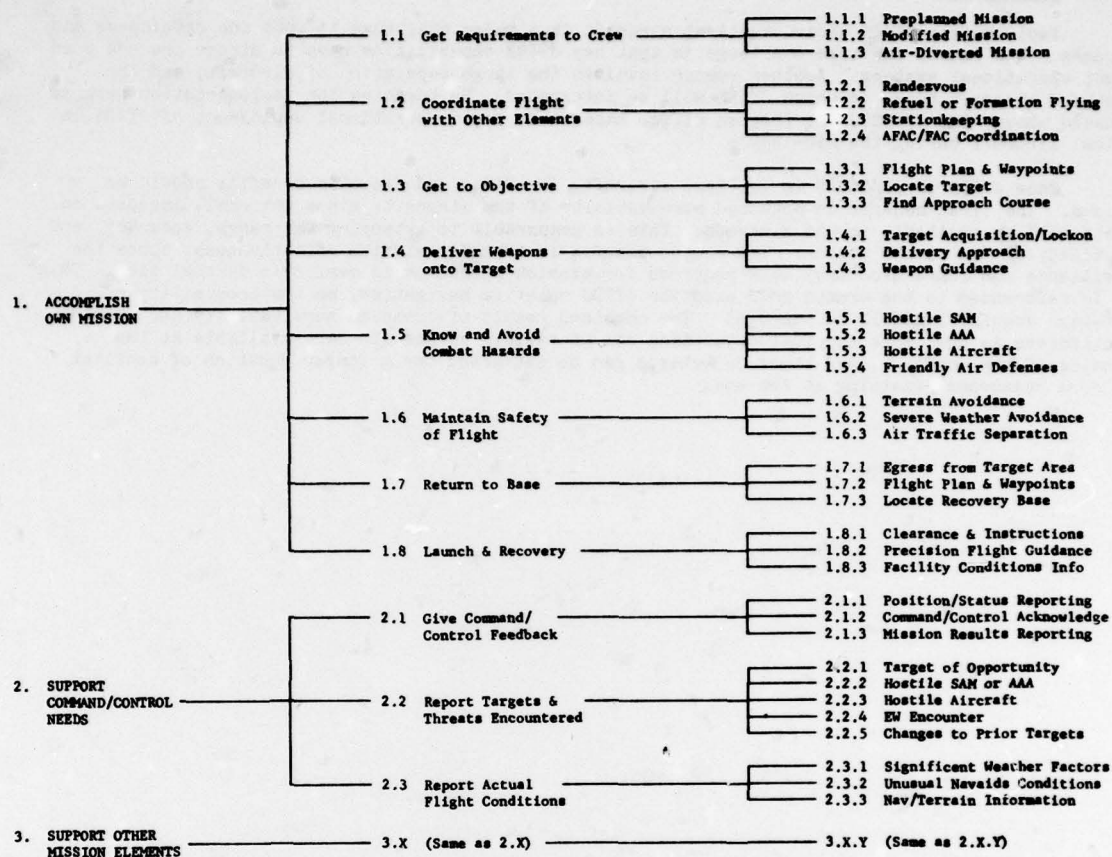 1. ACCOMPLISH
OWN MISSION
1.1 Get Requirements to Crew
1.1.1 Preplanned Mission
1.1.2 Modified Mission
1.1.3 Air-Diverted Mission
1.2 Coordinate Flight
with Other Elements
1.2.1 Rendezvous
1.2.2 Refuel or Formation Flying
1.2.3 Stationkeeping
1.2.4 AFAC/FAC Coordination
1.3 Get to Objective
1.3.1 Flight Plan & Waypoints
1.3.2 Locate Target
1.3.3 Find Approach Course
1.4 Deliver Weapons
onto Target
1.4.1 Target Acquisition/Lockon
1.4.2 Delivery Approach
1.4.3 Weapon Guidance
1.5 Know and Avoid
Combat Hazards
1.5.1 Hostile SAM
1.5.2 Hostile AAA
1.5.3 Hostile Aircraft
1.5.4 Friendly Air Defenses
1.6 Maintain Safety
of Flight
1.6.1 Terrain Avoidance
1.6.2 Severe Weather Avoidance
1.6.3 Air Traffic Separation
1.7 Return to Base
1.7.1 Egress from Target Area
1.7.2 Flight Plan & Waypoints
1.7.3 Locate Recovery Base
1.8 Launch & Recovery
1.8.1 Clearance & Instructions
1.8.2 Precision Flight Guidance
1.8.3 Facility Conditions Info
2. SUPPORT
COMMAND/CONTROL
NEEDS
2.1 Give Command/
Control Feedback
2.1.1 Position/Status Reporting
2.1.2 Command/Control Acknowledge
2.1.3 Mission Results Reporting
2.2 Report Targets &
Threats Encountered
2.2.1 Target of Opportunity
2.2.2 Hostile SAM or AAA
2.2.3 Hostile Aircraft
2.2.4 EW Encounter
2.2.5 Changes to Prior Targets
2.3 Report Actual
Flight Conditions
2.3.1 Significant Weather Factors
2.3.2 Unusual Navaids Conditions
2.3.3 Nav/Terrain Information
3. SUPPORT OTHER
MISSION ELEMENTS
3.X (Same as 2.X)
3.X.Y (Same as 2.X.Y)